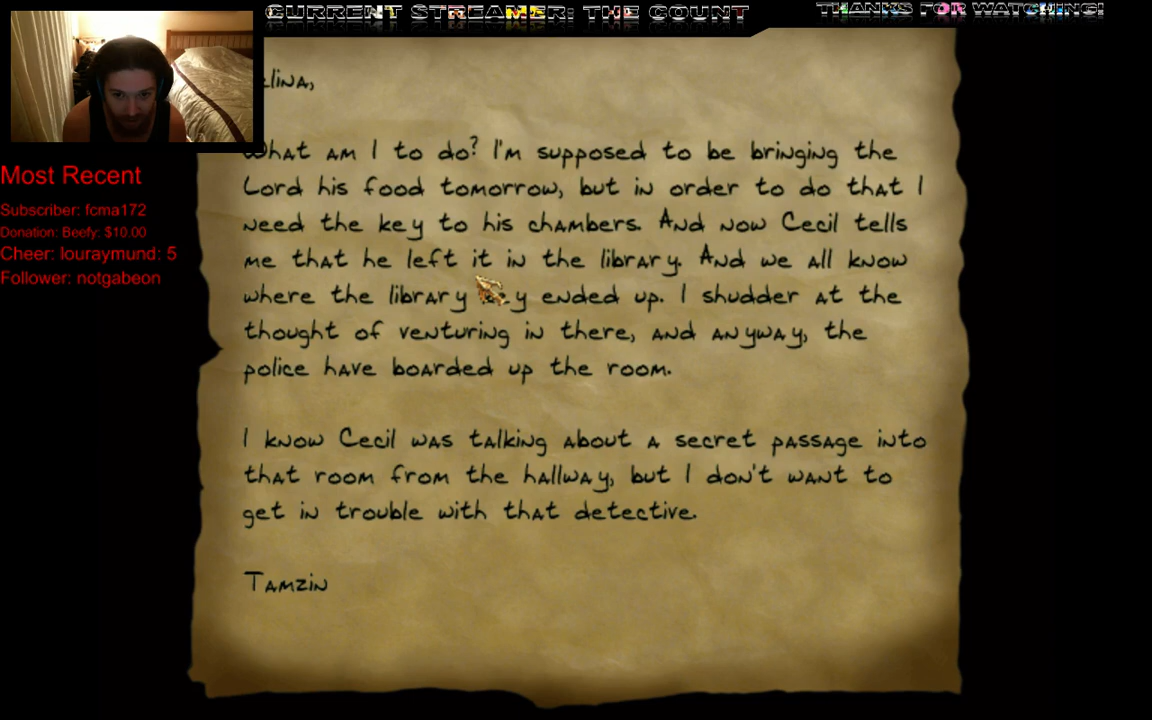 CURRENT STREAMER: THE COUNT
THANKS FOR WATCHING!
Most Recent
Subscriber: fcma172
Donation: Beefy: $10.00
Cheer: louraymund: 5
Follower: notgabeon
What am I to do? I'm supposed to be bringing the
Lord his food tomorrow, but in order to do that I
need the key to his chambers. And now Cecil tells
me that he left it in the library. And we all know
where the library ended up. I shudder at the
thought of venturing in there, and anyway, the
police have boarded up the room.
I know Cecil was talking about a secret passage into
that room from the hallway, but I don't want to
get in trouble with that detective.
Tamzin